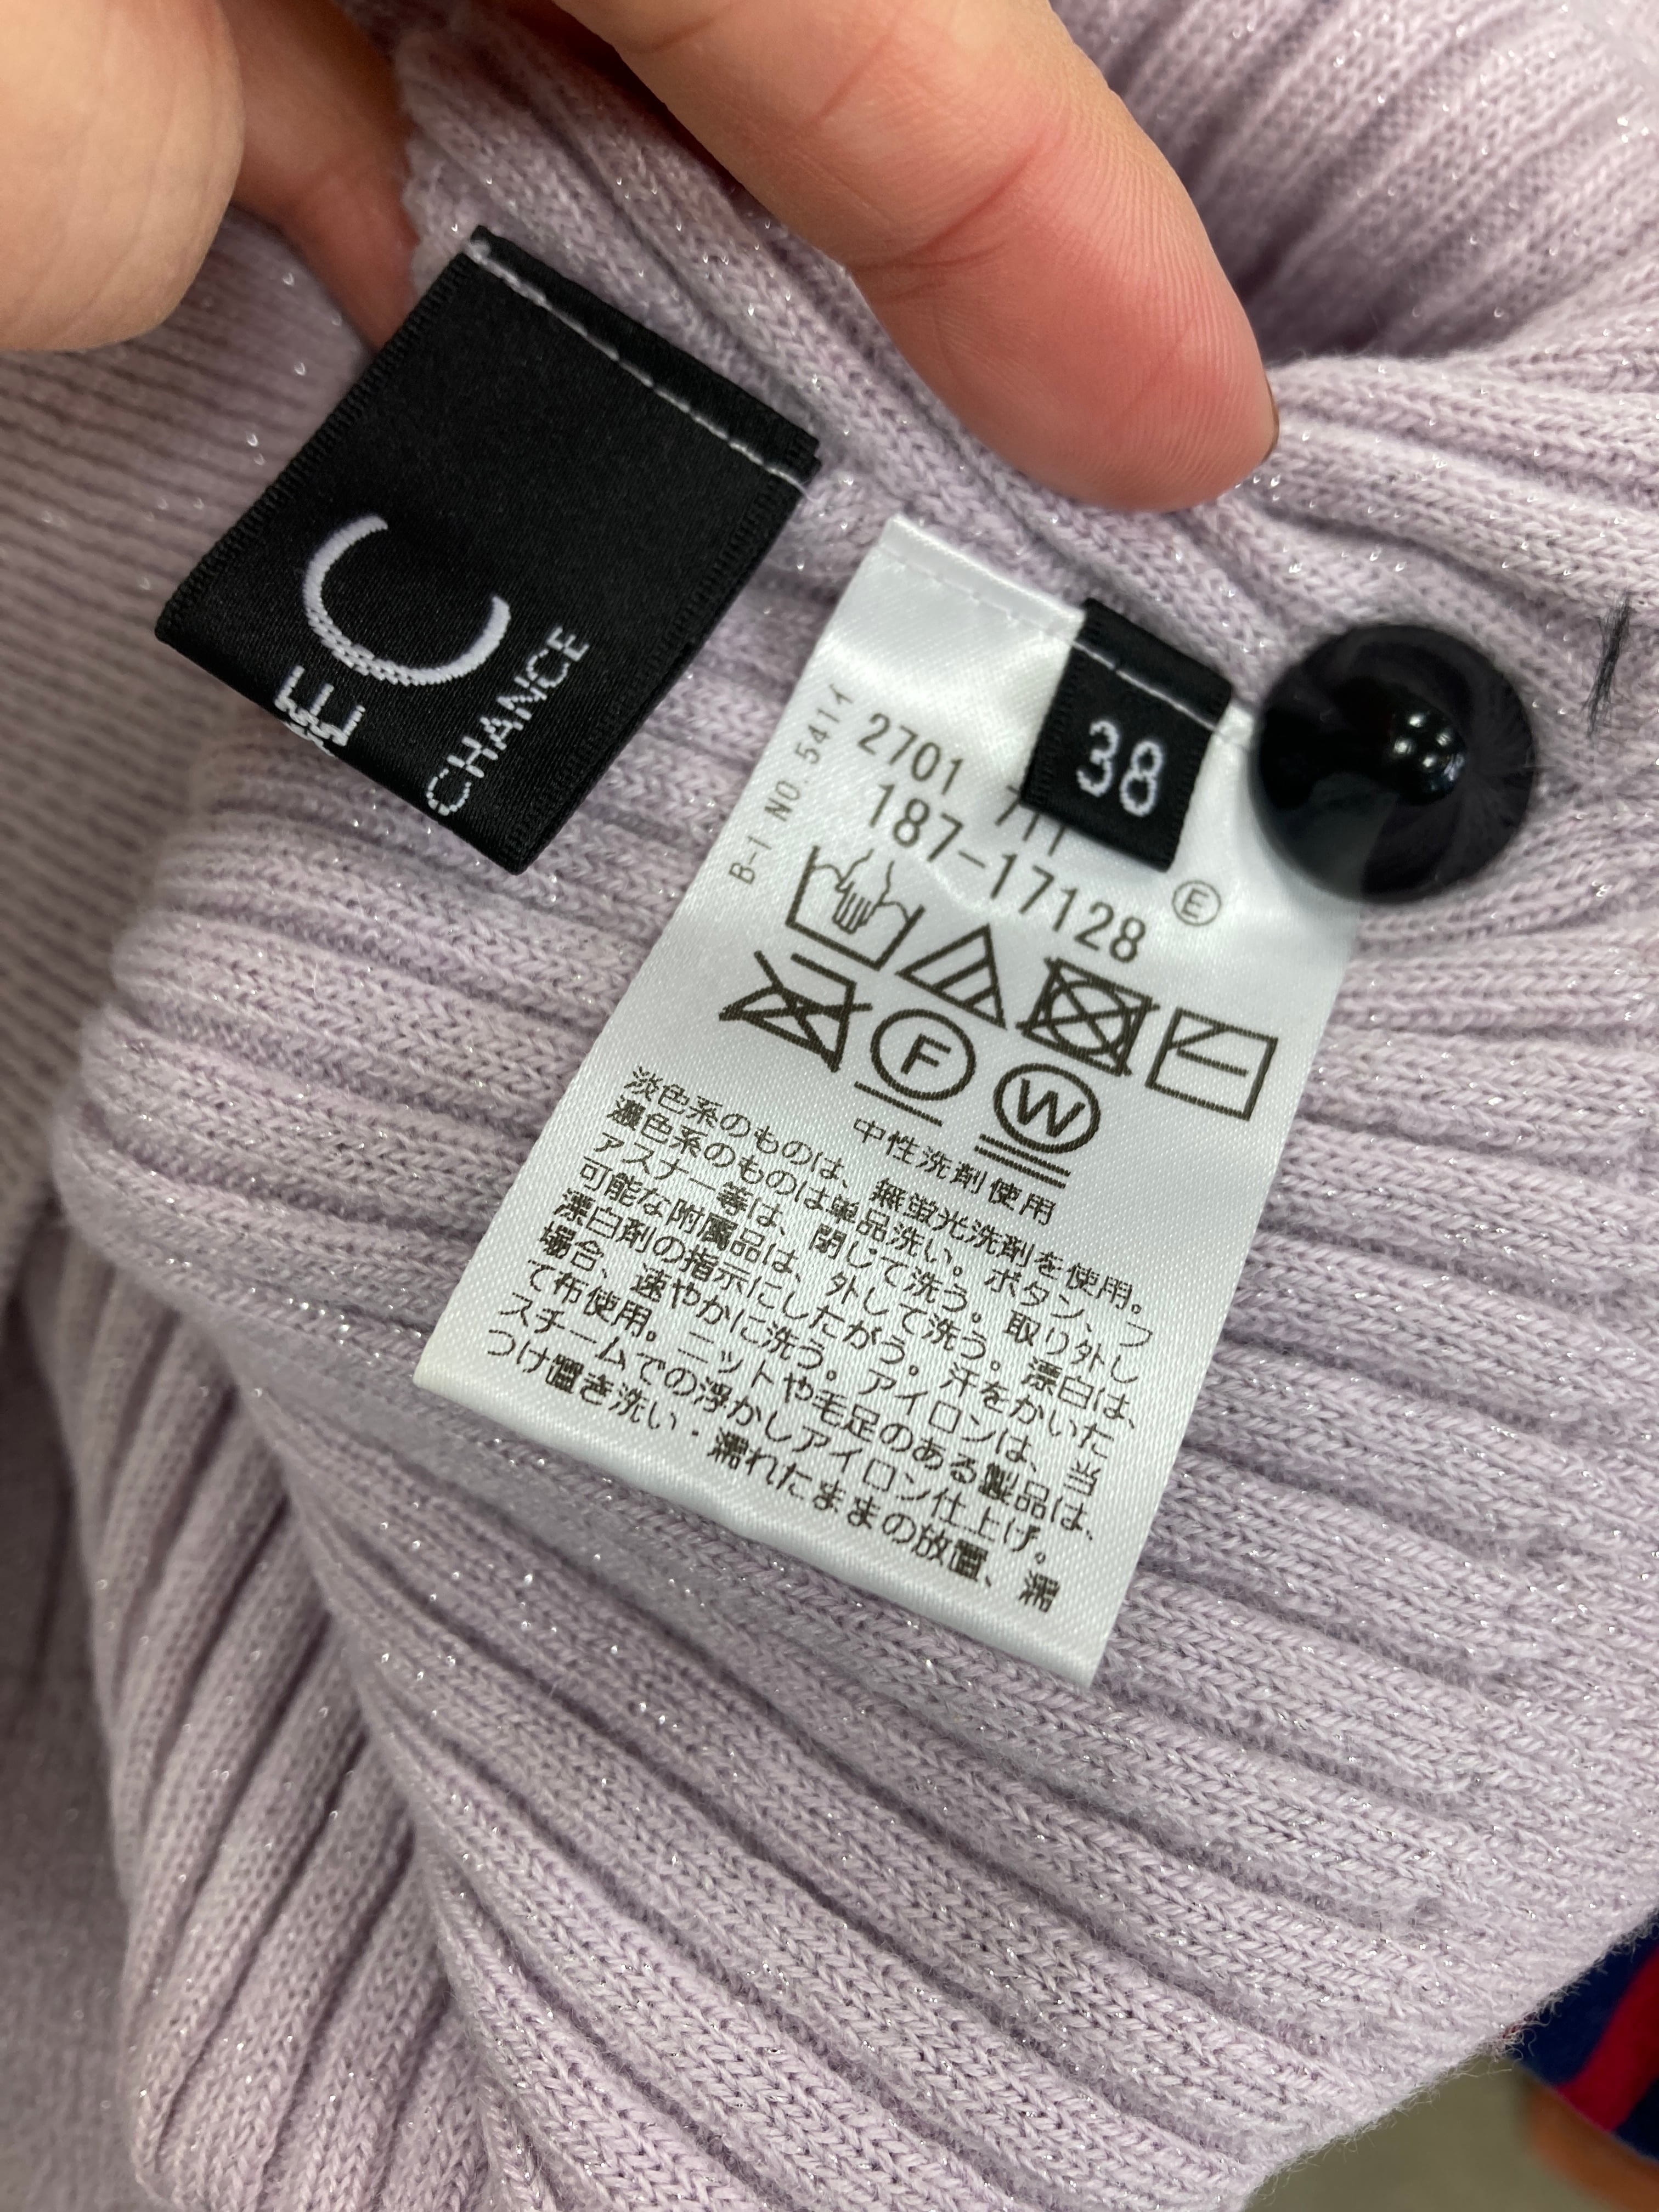 C
CHANCE
38
B-1 NO.5414
2701
187-17128
E
F
W
中性洗剤使用
淡色系のものは、無蛍光洗剤を使用。
濃色系のものは単品洗い。ボタン、フ
ァスナー等は、閉じて洗う。取り外し
可能な附属品は、外して洗う。漂白は、
漂白剤の指示にしたがう。汗をかいた
場合、速やかに洗う。アイロンは、当
て布使用。ニットや毛足のある製品は、
スチームでの浮かしアイロン仕上げ。
つけ置き洗い・濡れたままの放置、濡